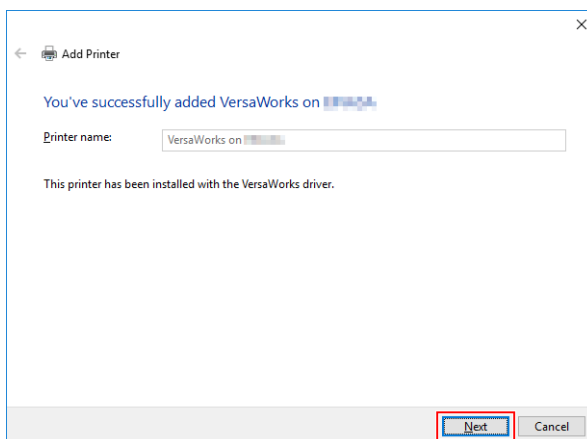 Add Printer
You've successfully added VersaWorks on
Printer name:
VersaWorks on
This printer has been installed with the VersaWorks driver.
Next
Cancel